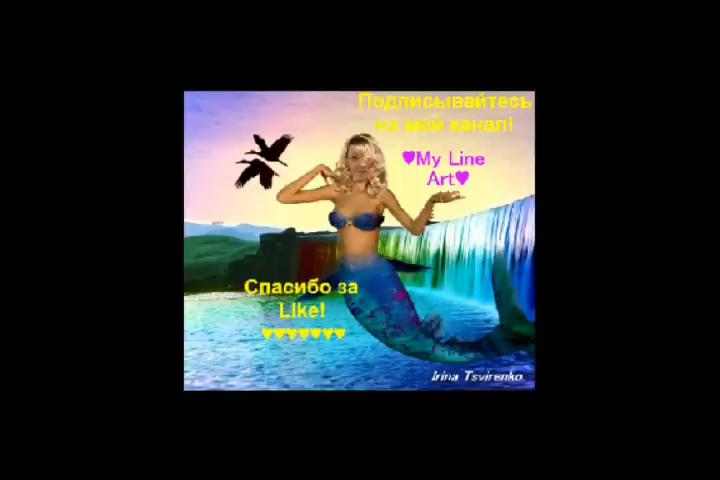 Подписывайтесь
на мой канал!
♥My Line
Art♥
Спасибо за
Like!
♥♥♥♥♥♥♥
Irina Tsvirenko